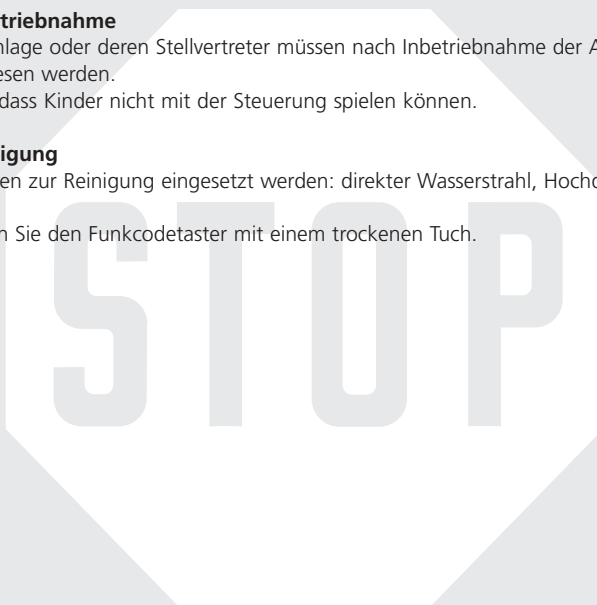 triebnahme
nlage oder deren Stellvertreter müssen nach Inbetriebnahme der A
esen werden.
dass Kinder nicht mit der Steuerung spielen können.
igung
en zur Reinigung eingesetzt werden: direkter Wasserstrahl, Hochd
n Sie den Funkcodetaster mit einem trockenen Tuch.
STOP